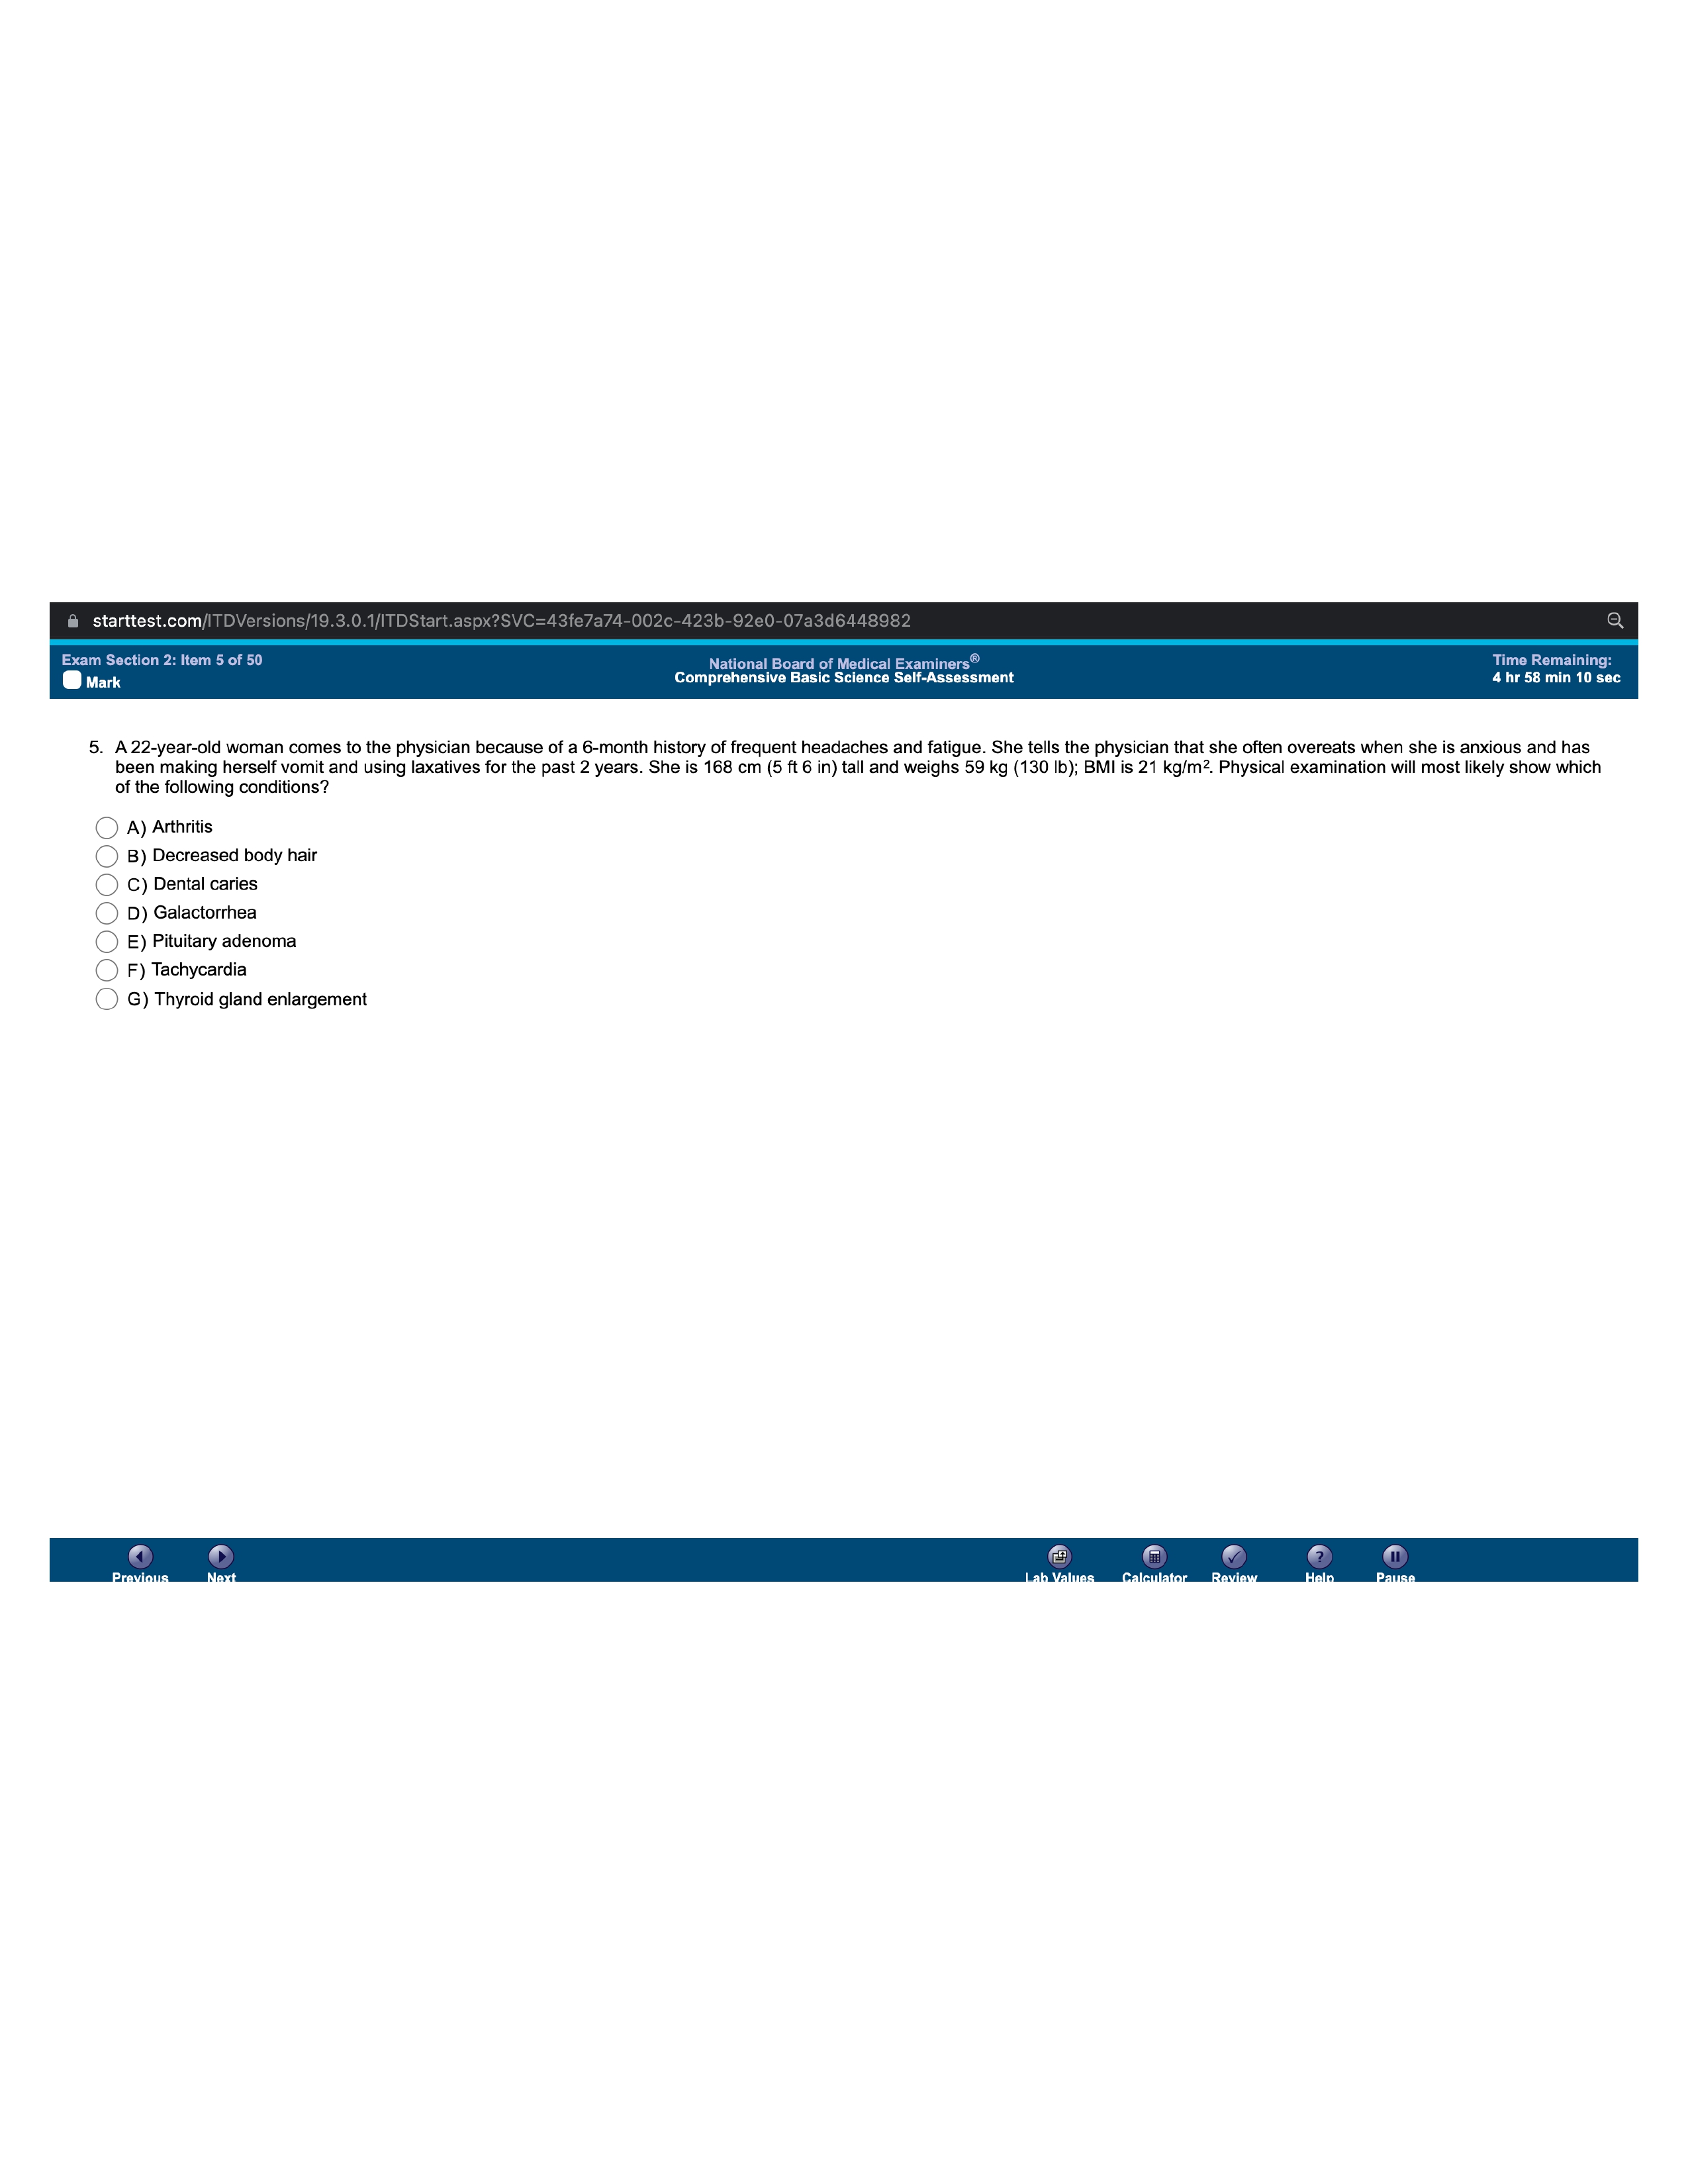 starttest.com/ITDVersions/19.3.0.1/ITDStart.aspx?SVC=43fe7a74-002c-423b-92e0-07a3d6448982
Exam Section 2: Item 5 of 50
National Board of Medical Examiners®
Time Remaining:
Mark
Comprehensive Basic Science Self-Assessment
4 hr 58 min 10 sec
5. A 22-year-old woman comes to the physician because of a 6-month history of frequent headaches and fatigue. She tells the physician that she often overeats when she is anxious and has
been making herself vomit and using laxatives for the past 2 years. She is 168 cm (5 ft 6 in) tall and weighs 59 kg (130 lb); BMI is 21 kg/m². Physical examination will most likely show which
of the following conditions?
A) Arthritis
B) Decreased body hair
C) Dental caries
D) Galactorrhea
E) Pituitary adenoma
F) Tachycardia
G) Thyroid gland enlargement
Previous Next Lab Values Calculator Review Help Pause